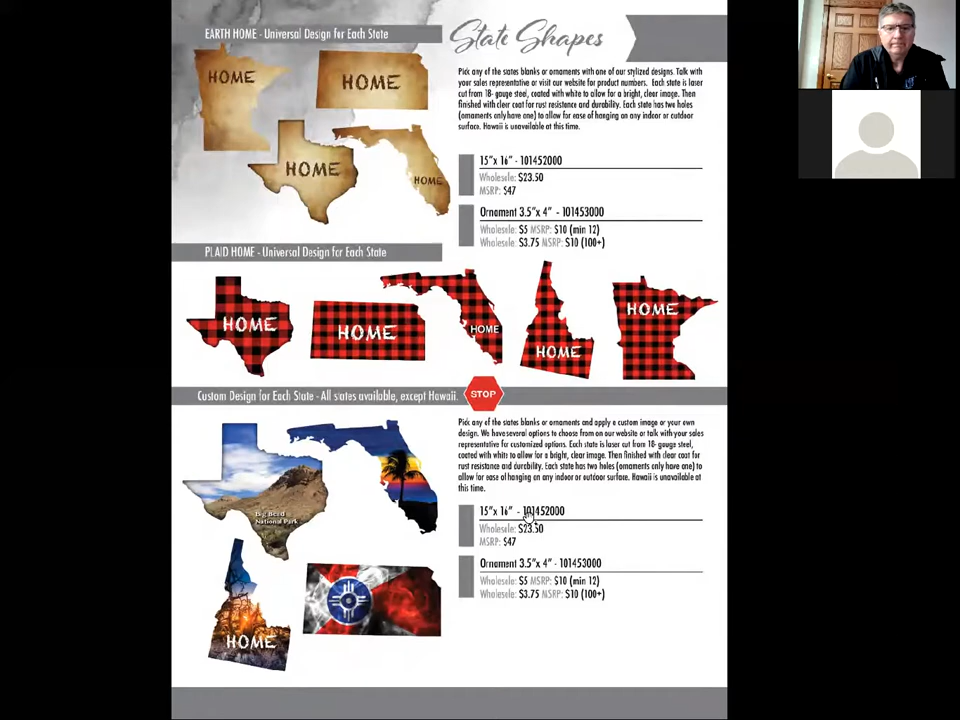 EARTH HOME - Universal Design for Each State
State Shapes
HOME
HOME
HOME
HOME
Pick any of the states blanks or ornaments with one of our stylized designs. Talk with
your sales representative or visit our website for product numbers. Each state is laser
cut from 18- gauge steel, coated with white to allow for a bright, clear image. Then
finished with clear coat for rust resistance and durability. Each state has two holes
(ornaments only have one) to allow for ease of hanging on any indoor or outdoor
surface. Hawaii is unavailable at this time.
15"x 16" - 101452000
Wholesale: $23.50
MSRP: $47
Ornament 3.5"x 4" - 101453000
Wholesale: $5 MSRP: $10 (min 12)
Wholesale: $3.75 MSRP: $10 (100+)
PLAID HOME - Universal Design for Each State
HOME
HOME
HOME
HOME
HOME
Custom Design for Each State - All states available, except Hawaii.
STOP
Pick any of the states blanks or ornaments and apply a custom image or your own
design. We have several options to choose from on our website or talk with your sales
representative for customized options. Each state is laser cut from 18- gauge steel,
coated with white to allow for a bright, clear image. Then finished with clear coat for
rust resistance and durability. Each state has two holes (ornaments only have one) to
allow for ease of hanging on any indoor or outdoor surface. Hawaii is unavailable at
this time.
Big Bend
National Park
15"x 16" - 101452000
Wholesale: $23.50
MSRP: $47
Ornament 3.5"x 4" - 101453000
Wholesale: $5 MSRP: $10 (min 12)
Wholesale: $3.75 MSRP: $10 (100+)
HOME